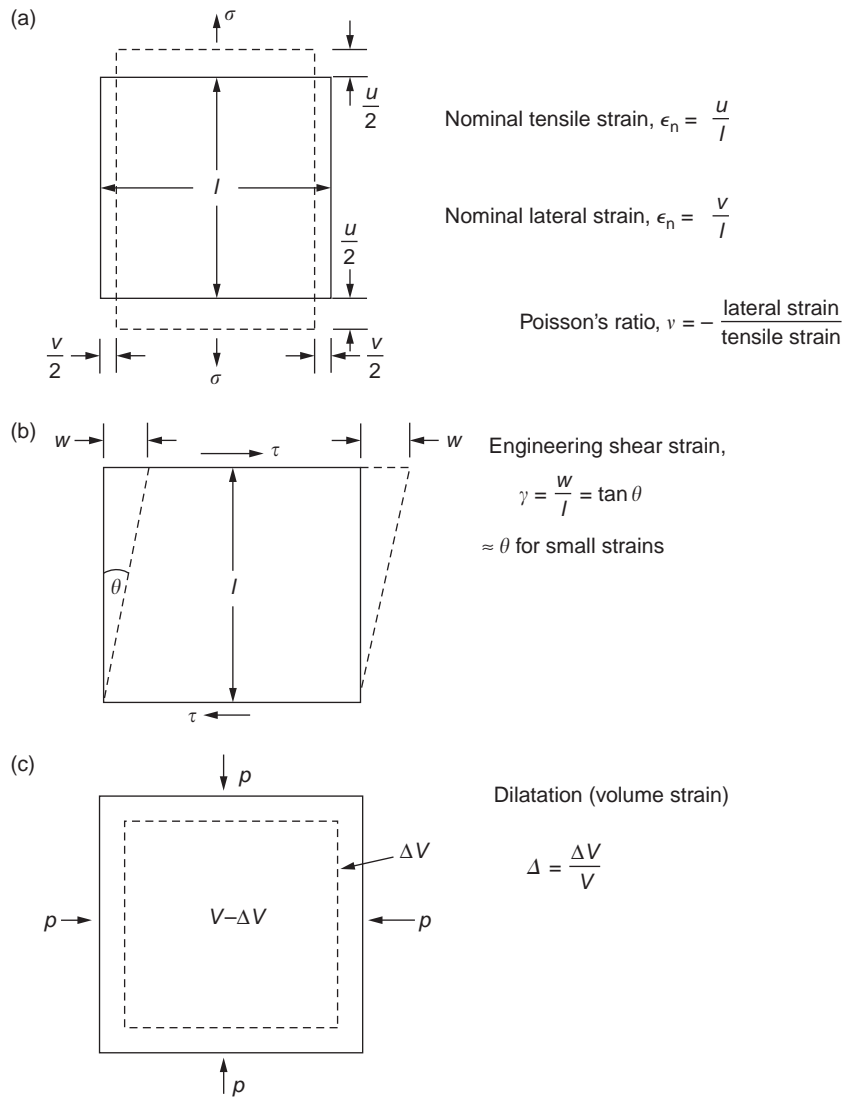 (a)
σ
u/2
l
u/2
v/2
σ
v/2
Nominal tensile strain, ϵn = u/l
Nominal lateral strain, ϵn = v/l
Poisson's ratio, ν = − lateral strain/tensile strain
(b)
w
τ
w
θ
l
τ
Engineering shear strain,
γ = w/l = tan θ
≈ θ for small strains
(c)
p
ΔV
p
V−ΔV
p
p
Dilatation (volume strain)
Δ = ΔV/V